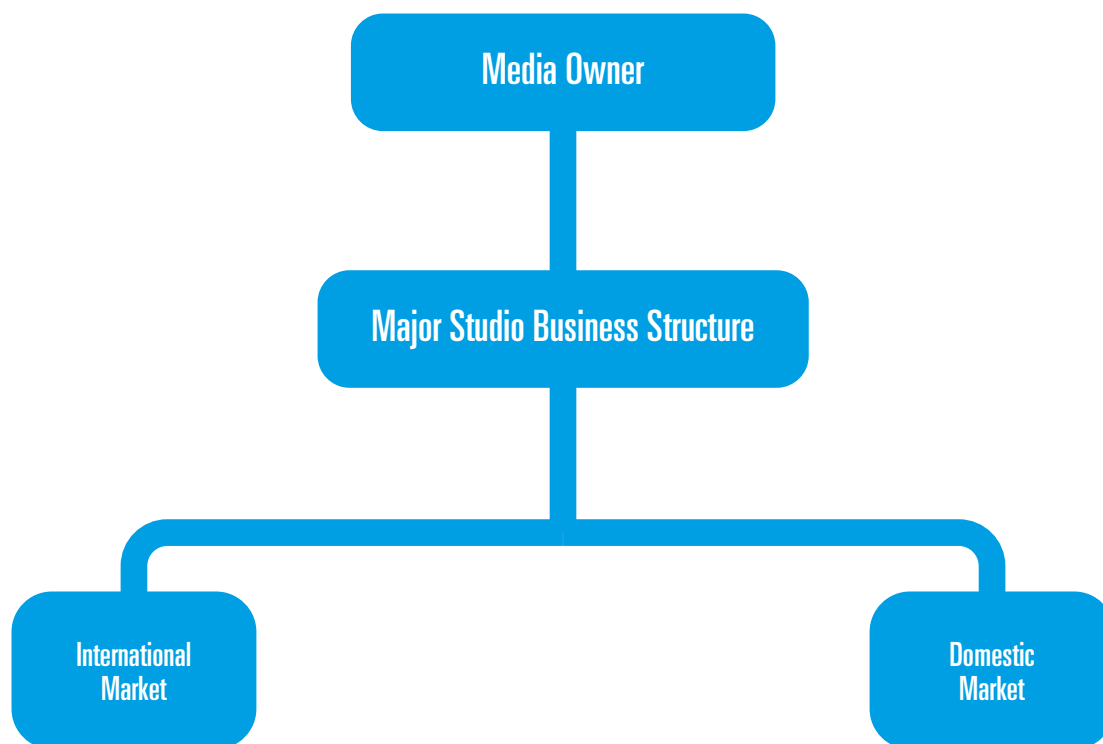 Media Owner
Major Studio Business Structure
International
Market
Domestic
Market